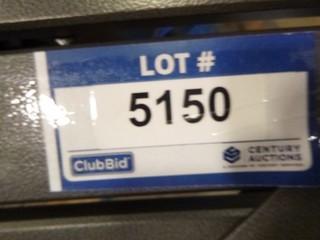 LOT #
5150
ClubBid
CENTURY
AUCTIONS